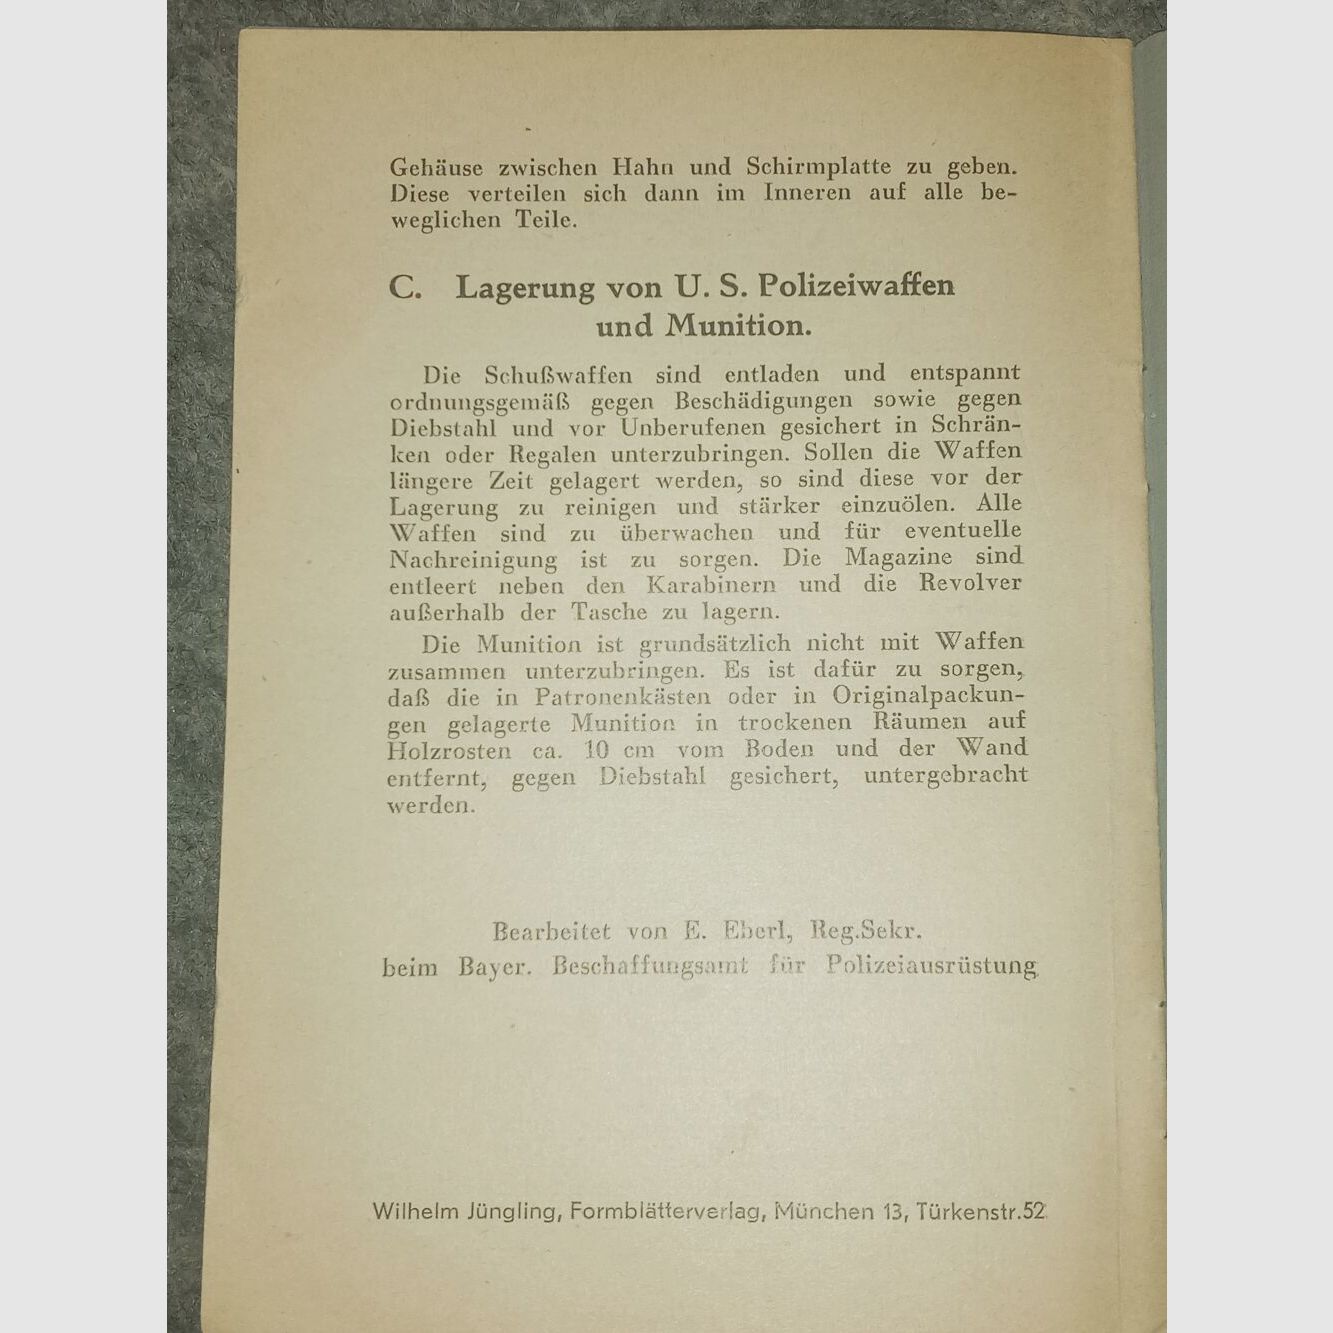 Gehäuse zwischen Hahn und Schirmplatte zu geben.
Diese verteilen sich dann im Inneren auf alle be-
weglichen Teile.
C. Lagerung von U. S. Polizeiwaffen
und Munition.
Die Schußwaffen sind entladen und entspannt
ordnungsgemäß gegen Beschädigungen sowie gegen
Diebstahl und vor Unberufenen gesichert in Schrän-
ken oder Regalen unterzubringen. Sollen die Waffen
längere Zeit gelagert werden, so sind diese vor der
Lagerung zu reinigen und stärker einzuölen. Alle
Waffen sind zu überwachen und für eventuelle
Nachreinigung ist zu sorgen. Die Magazine sind
entleert neben den Karabinern und die Revolver
außerhalb der Tasche zu lagern.
Die Munition ist grundsätzlich nicht mit Waffen
zusammen unterzubringen. Es ist dafür zu sorgen,
daß die in Patronenkästen oder in Originalpackun-
gen gelagerte Munition in trockenen Räumen auf
Holzrosten ca. 10 cm vom Boden und der Wand
entfernt, gegen Diebstahl gesichert, untergebracht
werden.
Bearbeitet von E. Eberl, Reg.Sekr.
beim Bayer. Beschaffungsamt für Polizeiausrüstung
Wilhelm Jüngling, Formblätterverlag, München 13, Türkenstr.52